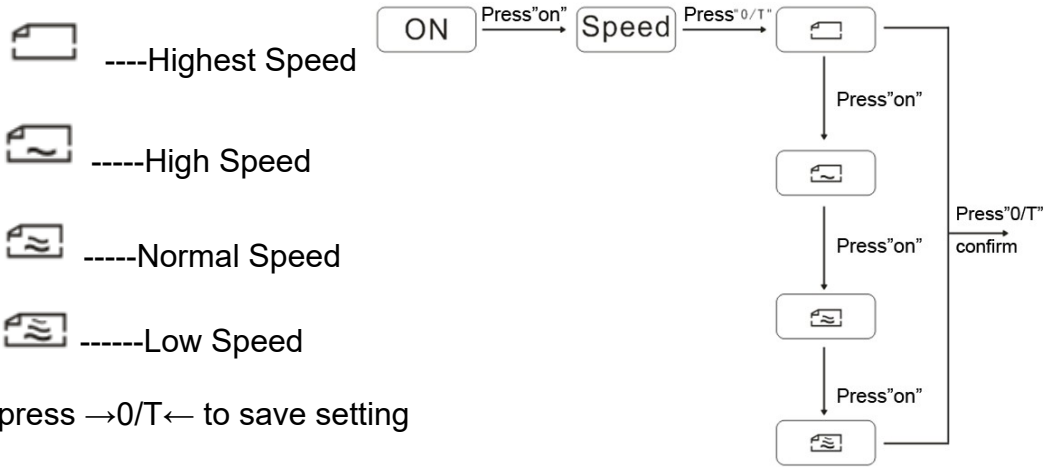 ----Highest Speed
-----High Speed
-----Normal Speed
------Low Speed
press →0/T← to save setting
ON
Press”on”
Speed
Press"0/T"
Press”on”
Press”on”
Press”on”
Press”0/T”
confirm